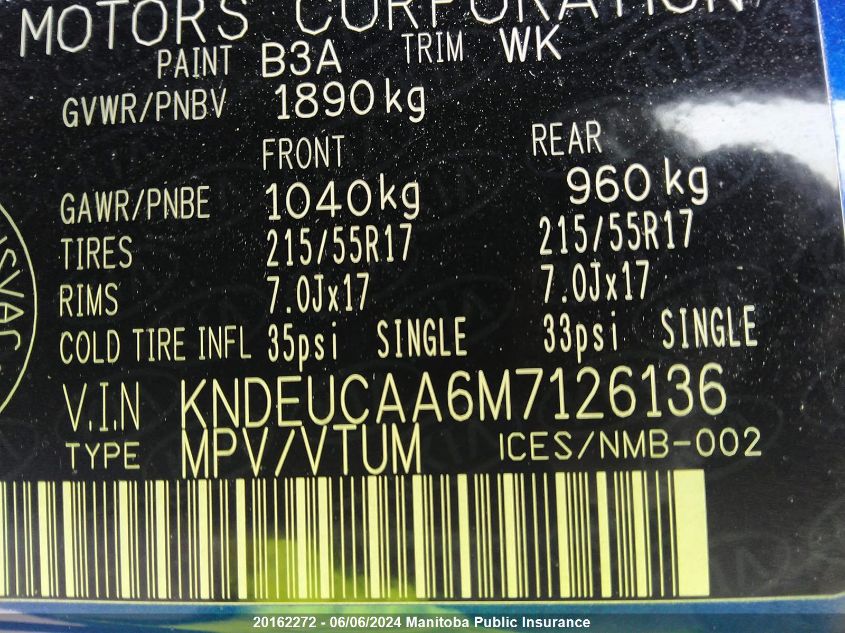 MOTORS CORPORATION
PAINT B3A TRIM WK
GVWR/PNBV 1890kg
FRONT REAR
GAWR/PNBE 1040kg 960kg
TIRES 215/55R17 215/55R17
RIMS 7.0Jx17 7.0Jx17
COLD TIRE INFL 35psi SINGLE 33psi SINGLE
V.I.N KNDEUCAA6M7126136
TYPE MPV/VTUM ICES/NMB-002
20162272 - 06/06/2024 Manitoba Public Insurance